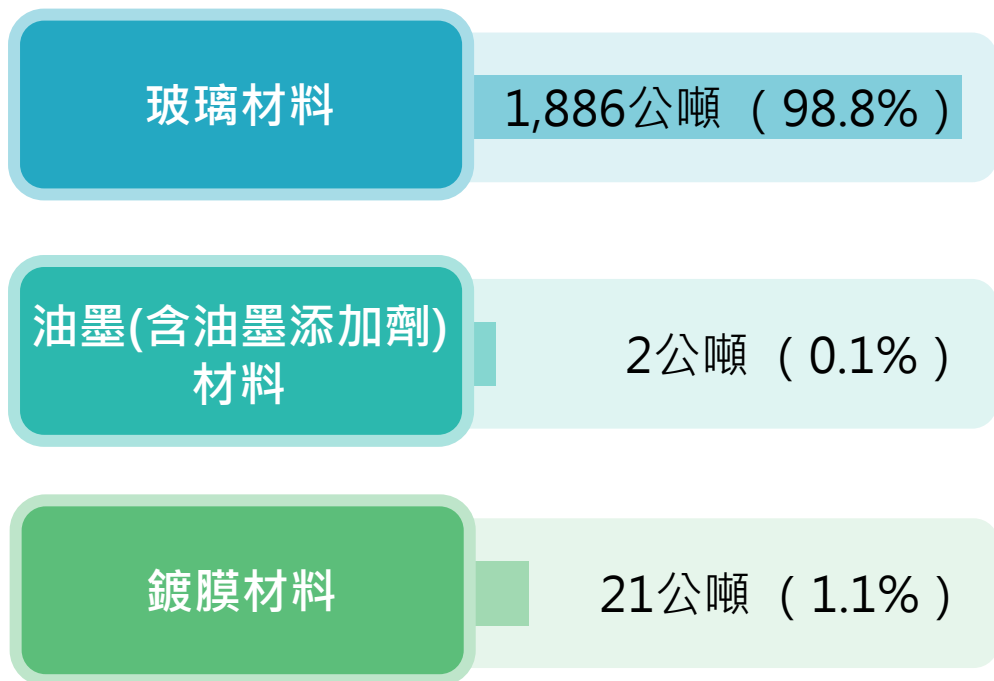 玻璃材料
1,886公噸（98.8%）
油墨(含油墨添加劑)
材料
2公噸（0.1%）
鍍膜材料
21公噸（1.1%）